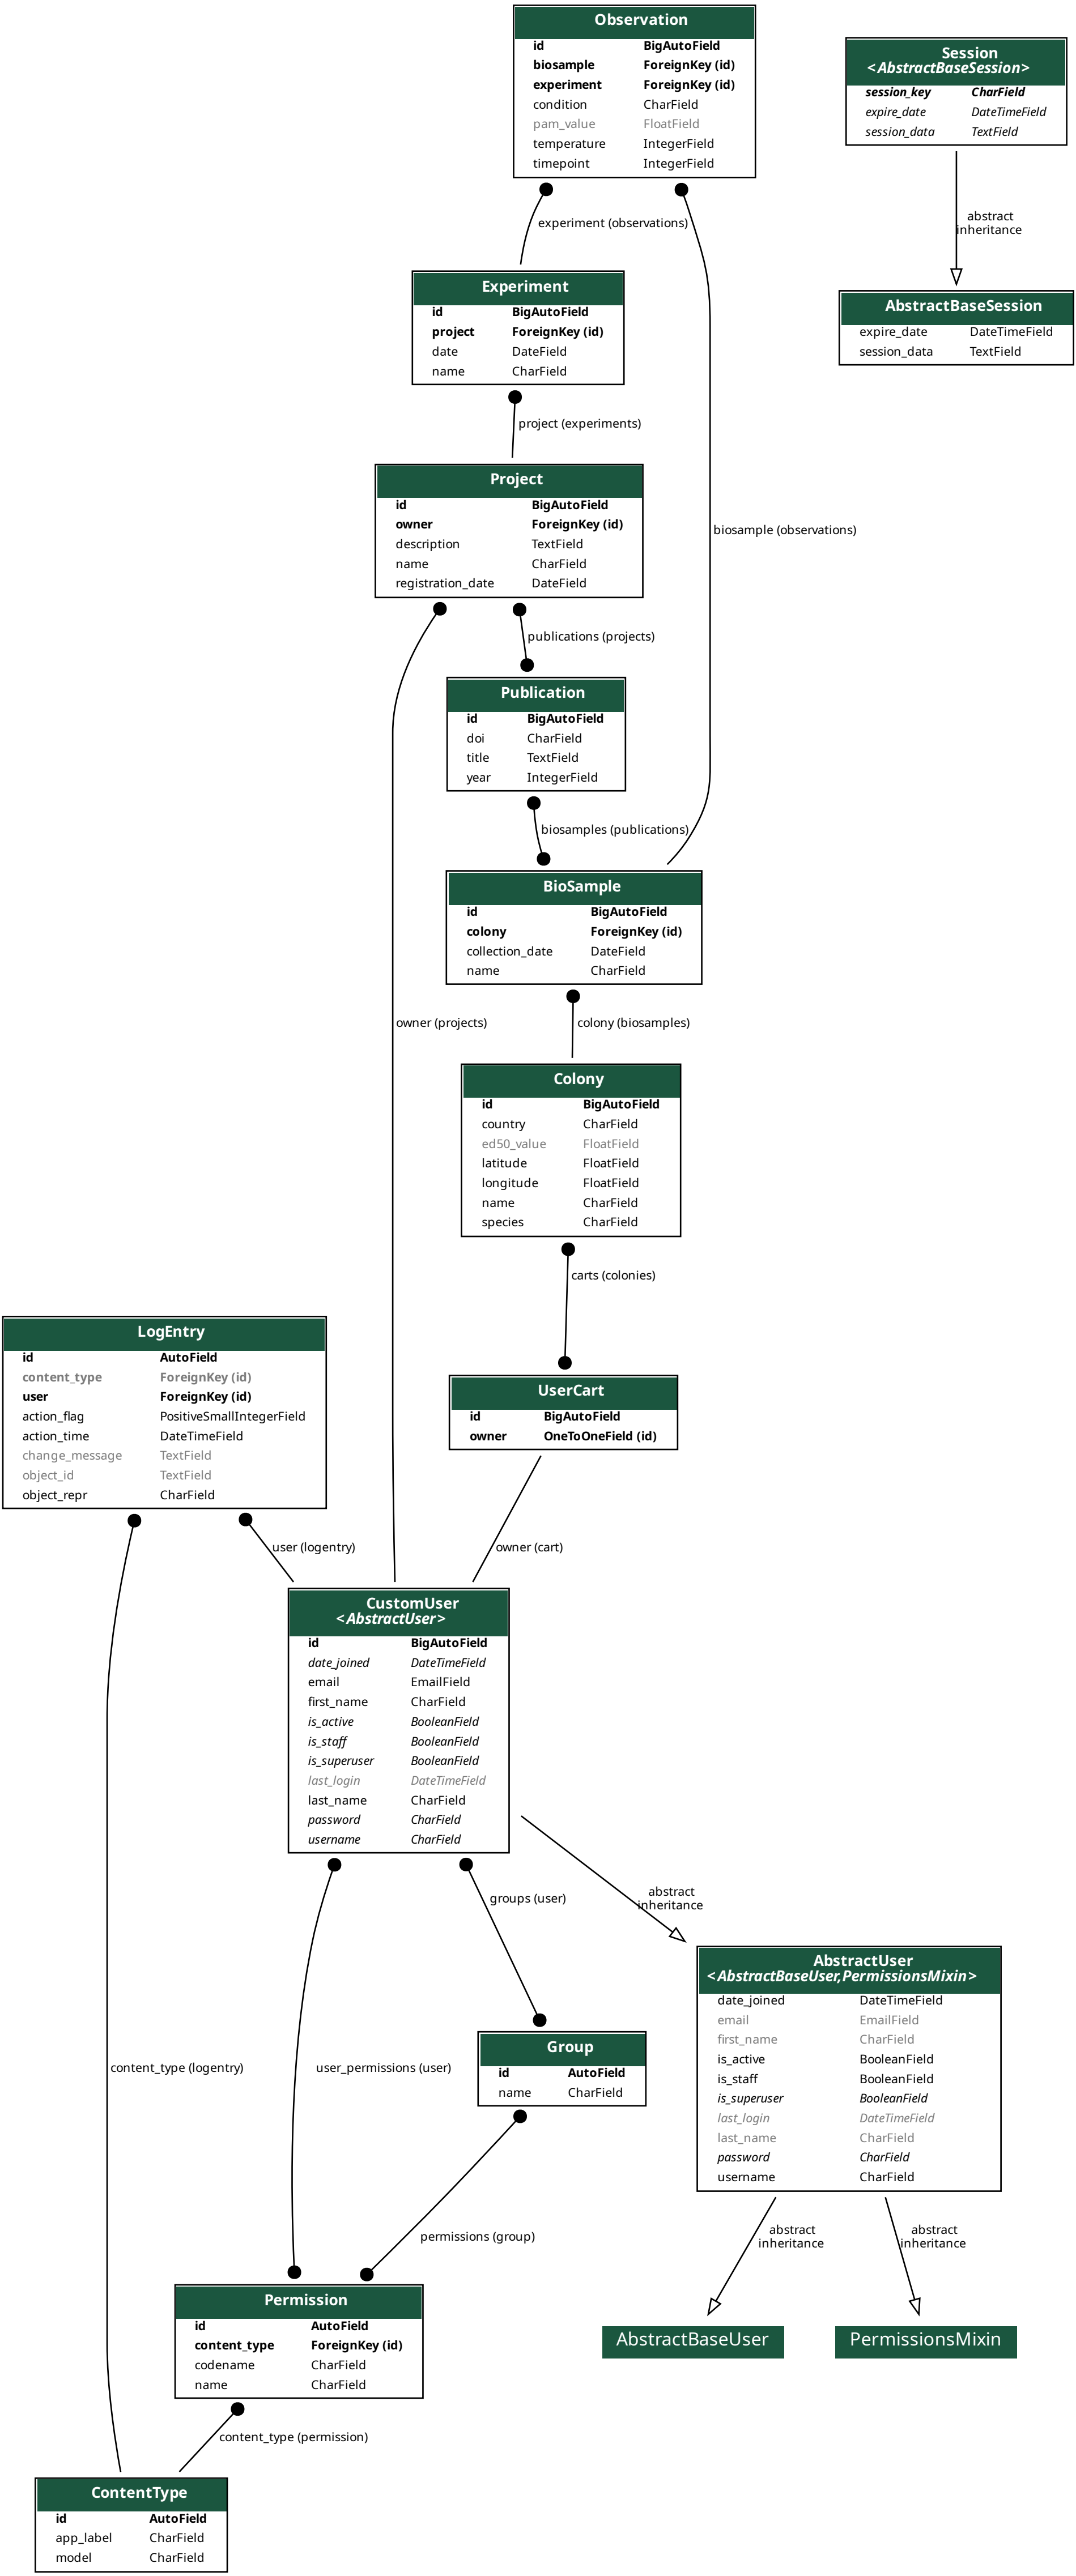 Observation
id BigAutoField
biosample ForeignKey (id)
experiment ForeignKey (id)
condition CharField
pam_value FloatField
temperature IntegerField
timepoint IntegerField
Session
<AbstractBaseSession>
session_key CharField
expire_date DateTimeField
session_data TextField
experiment (observations)
abstract
inheritance
Experiment
id BigAutoField
project ForeignKey (id)
date DateField
name CharField
AbstractBaseSession
expire_date DateTimeField
session_data TextField
project (experiments)
Project
id BigAutoField
owner ForeignKey (id)
description TextField
name CharField
registration_date DateField
biosample (observations)
publications (projects)
Publication
id BigAutoField
doi CharField
title TextField
year IntegerField
biosamples (publications)
BioSample
id BigAutoField
colony ForeignKey (id)
collection_date DateField
name CharField
owner (projects)
colony (biosamples)
Colony
id BigAutoField
country CharField
ed50_value FloatField
latitude FloatField
longitude FloatField
name CharField
species CharField
carts (colonies)
LogEntry
id AutoField
content_type ForeignKey (id)
user ForeignKey (id)
action_flag PositiveSmallIntegerField
action_time DateTimeField
change_message TextField
object_id TextField
object_repr CharField
UserCart
id BigAutoField
owner OneToOneField (id)
user (logentry)
owner (cart)
CustomUser
<AbstractUser>
id BigAutoField
date_joined DateTimeField
email EmailField
first_name CharField
is_active BooleanField
is_staff BooleanField
is_superuser BooleanField
last_login DateTimeField
last_name CharField
password CharField
username CharField
groups (user)
abstract
inheritance
AbstractUser
<AbstractBaseUser,PermissionsMixin>
date_joined DateTimeField
email EmailField
first_name CharField
is_active BooleanField
is_staff BooleanField
is_superuser BooleanField
last_login DateTimeField
last_name CharField
password CharField
username CharField
content_type (logentry)
user_permissions (user)
Group
id AutoField
name CharField
permissions (group)
abstract
inheritance
abstract
inheritance
Permission
id AutoField
content_type ForeignKey (id)
codename CharField
name CharField
AbstractBaseUser
PermissionsMixin
content_type (permission)
ContentType
id AutoField
app_label CharField
model CharField